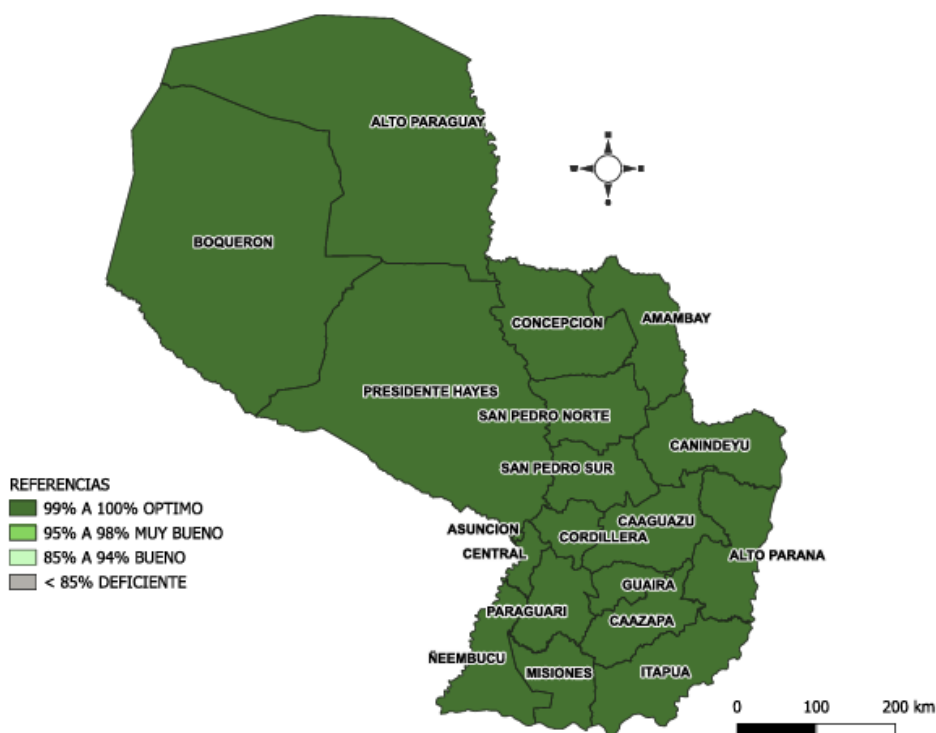 ALTO PARAGUAY
BOQUERON
CONCEPCION
AMAMBAY
PRESIDENTE HAYES
SAN PEDRO NORTE
CANINDEYU
SAN PEDRO SUR
REFERENCIAS
99% A 100% OPTIMO
95% A 98% MUY BUENO
85% A 94% BUENO
< 85% DEFICIENTE
ASUNCION
CAAGUAZU
CORDILLERA
CENTRAL
ALTO PARANA
GUAIRA
PARAGUARI
CAAZAPA
ÑEEMBUCU
MISIONES
ITAPUA
0 100 200 km